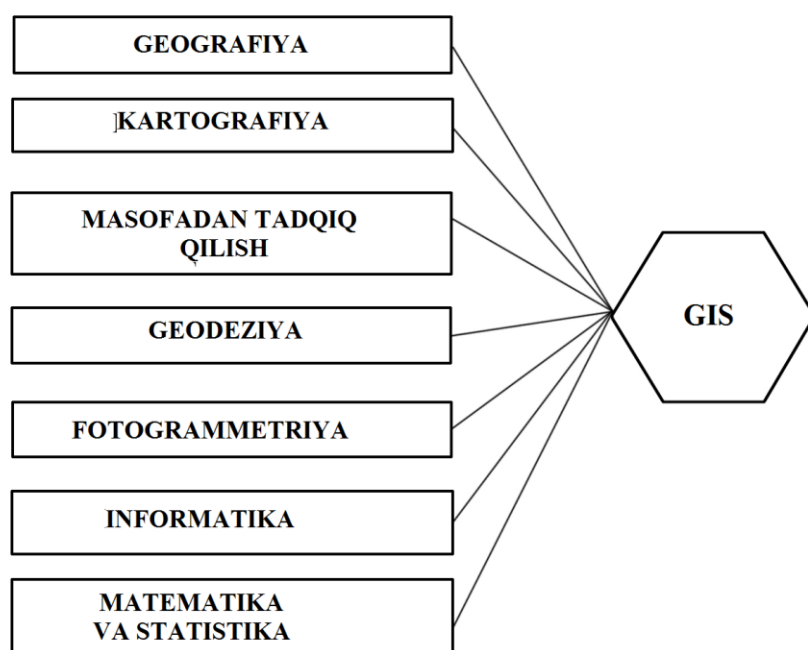 GEOGRAFIYA
KARTOGRAFIYA
MASOFADAN TADQIQ
QILISH
GEODEZIYA
GIS
FOTOGRAMMETRIYA
INFORMATIKA
MATEMATIKA
VA STATISTIKA